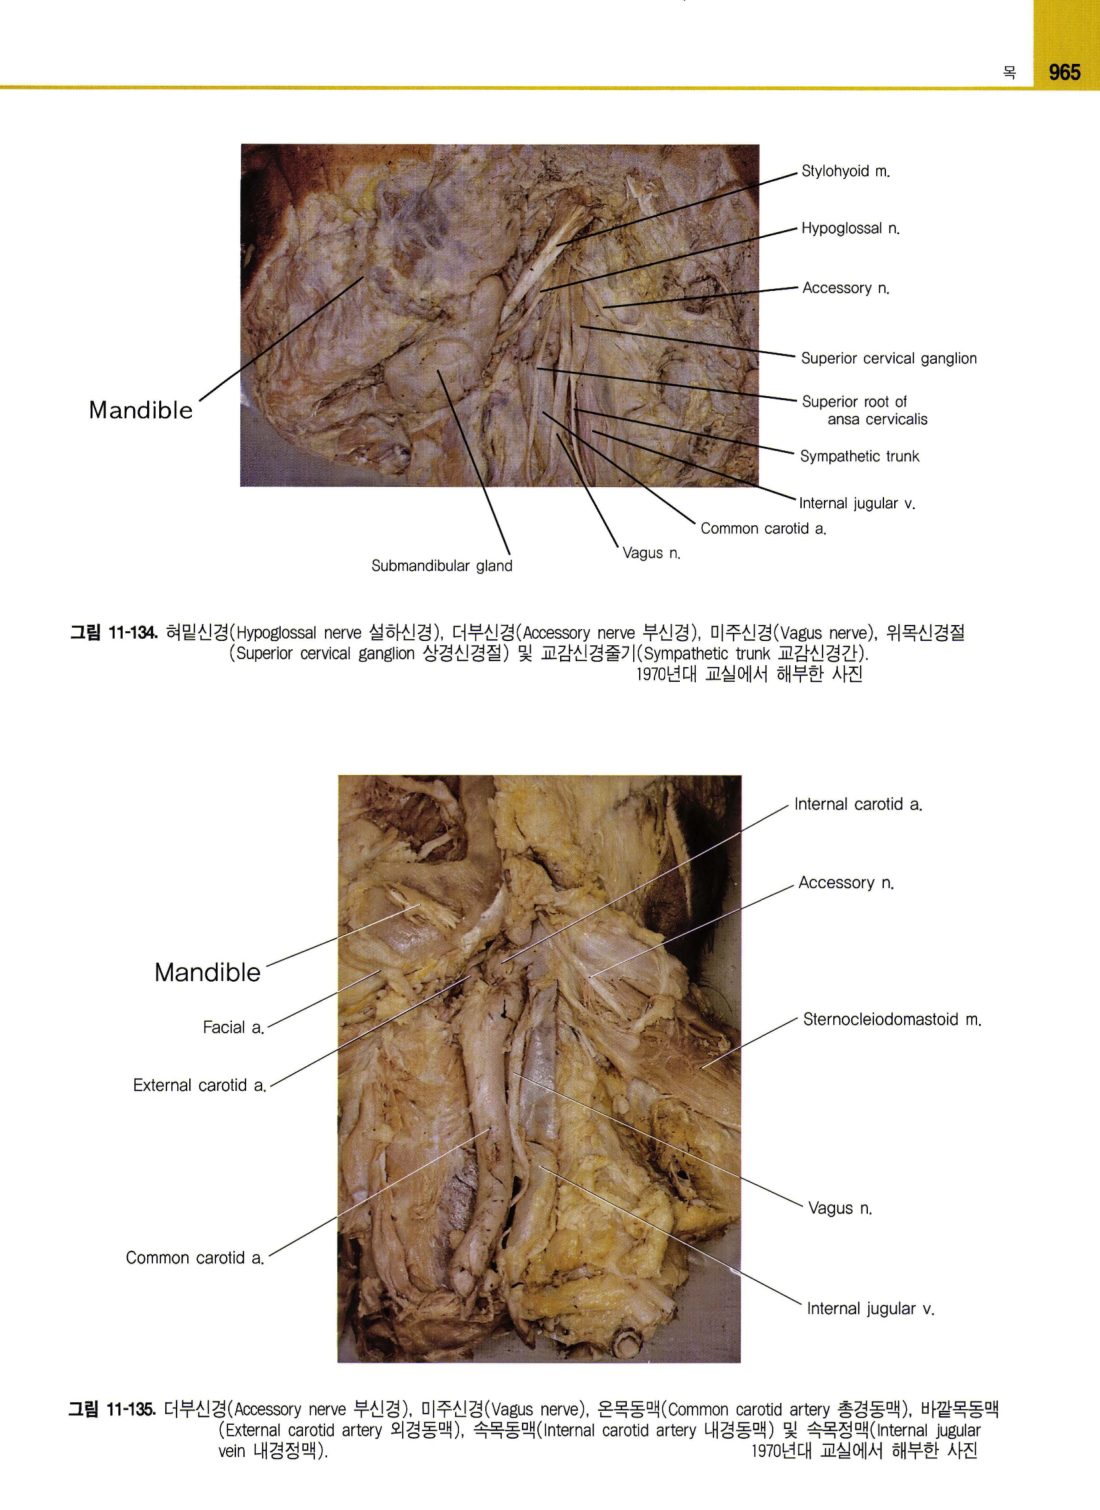 목 965
Stylohyoid m.
Hypoglossal n.
Accessory n.
Superior cervical ganglion
Mandible
Superior root of
ansa cervicalis
Sympathetic trunk
Internal jugular v.
Common carotid a.
Vagus n.
Submandibular gland
그림 11-134. 혀밑신경(Hypoglossal nerve 설하신경), 더부신경(Accessory nerve 부신경), 미주신경(Vagus nerve), 위목신경절
(Superior cervical ganglion 상경신경절) 및 교감신경줄기(Sympathetic trunk 교감신경간).
1970년대 교실에서 해부한 사진
Internal carotid a.
Accessory n.
Mandible
Sternocleiodomastoid m.
Facial a.
External carotid a.
Vagus n.
Common carotid a.
Internal jugular v.
그림 11-135. 더부신경(Accessory nerve 부신경), 미주신경(Vagus nerve), 온목동맥(Common carotid artery 총경동맥), 바깥목동맥
(External carotid artery 외경동맥), 속목동맥(Internal carotid artery 내경동맥) 및 속목정맥(Internal jugular
vein 내경정맥). 1970년대 교실에서 해부한 사진